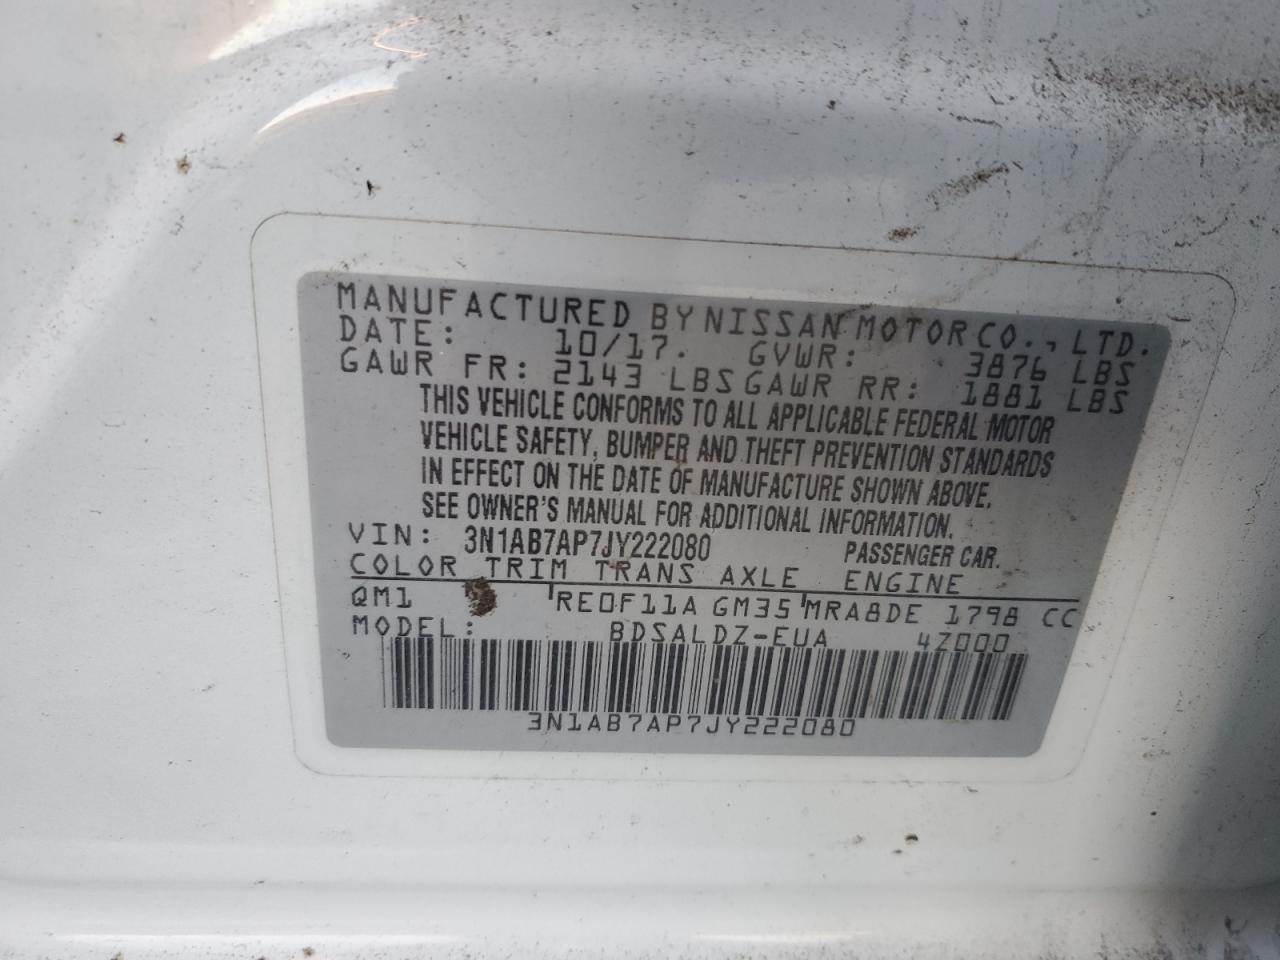 MANUFACTURED BY NISSAN MOTOR CO., LTD.
DATE: 10/17. GVWR: 3876 LBS
GAWR FR: 2143 LBS GAWR RR: 1881 LBS
THIS VEHICLE CONFORMS TO ALL APPLICABLE FEDERAL MOTOR
VEHICLE SAFETY, BUMPER AND THEFT PREVENTION STANDARDS
IN EFFECT ON THE DATE OF MANUFACTURE SHOWN ABOVE.
SEE OWNER'S MANUAL FOR ADDITIONAL INFORMATION.
VIN: 3N1AB7AP7JY222080 PASSENGER CAR.
COLOR TRIM TRANS AXLE ENGINE
QM1 RE0F11A GM35 MRA8DE 1798 CC
MODEL: BDSALDZ-EUA 4Z000
3N1AB7AP7JY222080